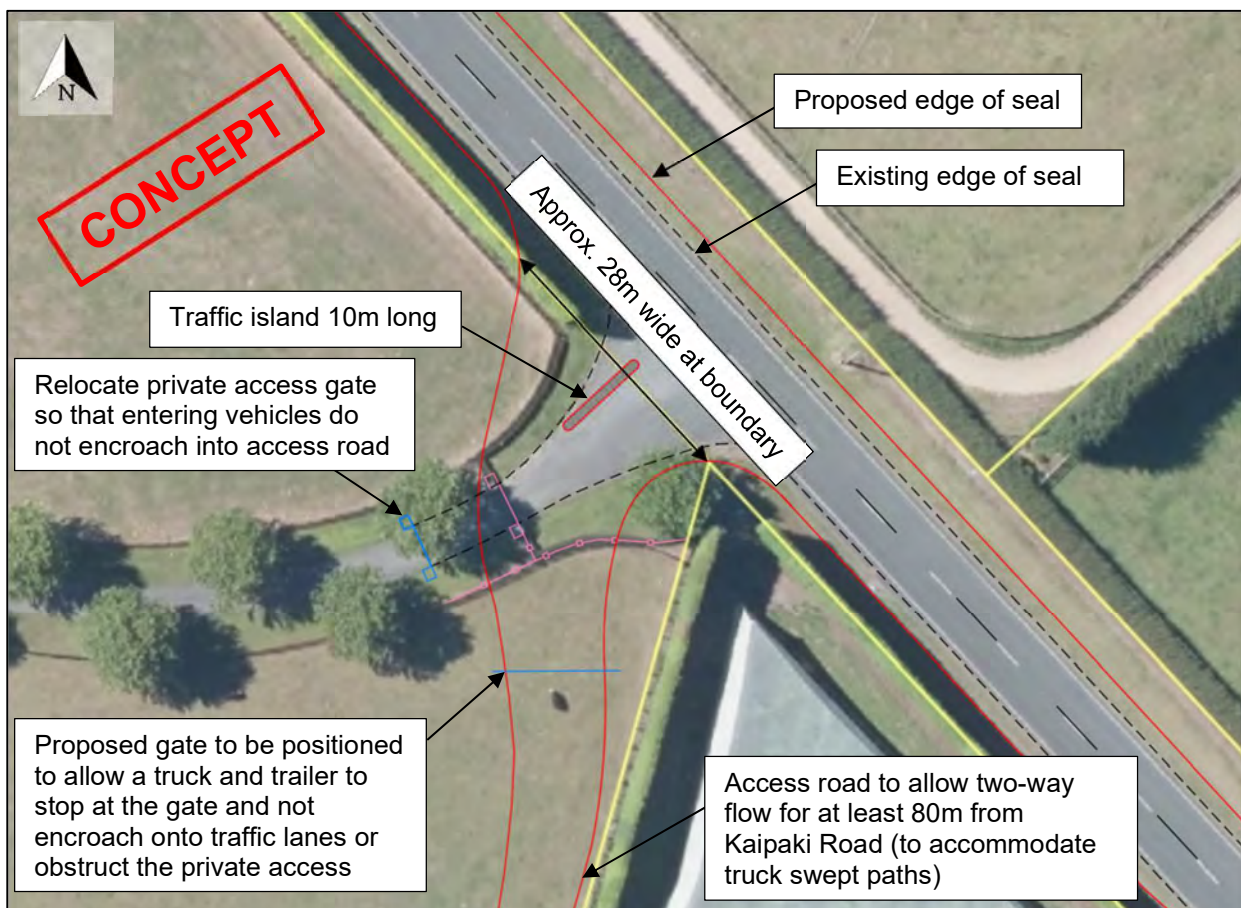 N
CONCEPT
Proposed edge of seal
Existing edge of seal
Approx. 28m wide at boundary
Traffic island 10m long
Relocate private access gate
so that entering vehicles do
not encroach into access road
Proposed gate to be positioned
to allow a truck and trailer to
stop at the gate and not
encroach onto traffic lanes or
obstruct the private access
Access road to allow two-way
flow for at least 80m from
Kaipaki Road (to accommodate
truck swept paths)